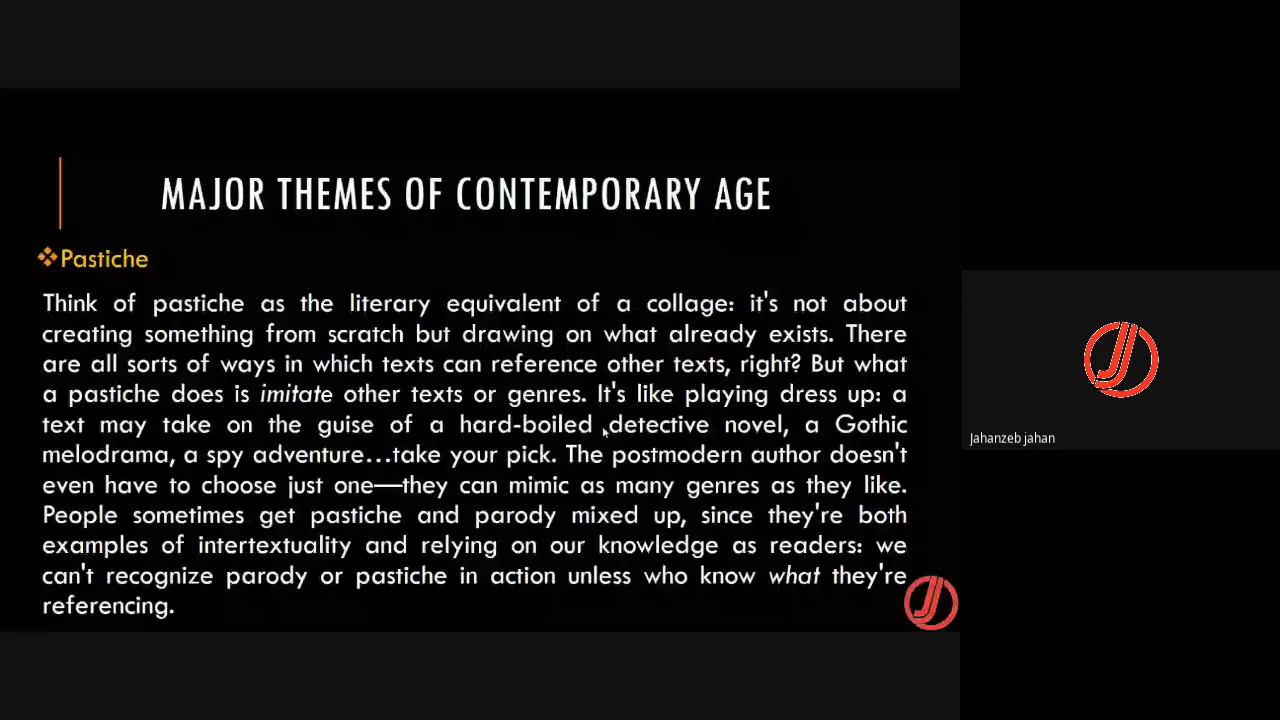 MAJOR THEMES OF CONTEMPORARY AGE
❖Pastiche
Think of pastiche as the literary equivalent of a collage: it's not about
creating something from scratch but drawing on what already exists. There
are all sorts of ways in which texts can reference other texts, right? But what
a pastiche does is imitate other texts or genres. It's like playing dress up: a
text may take on the guise of a hard-boiled detective novel, a Gothic
melodrama, a spy adventure...take your pick. The postmodern author doesn't
even have to choose just one—they can mimic as many genres as they like.
People sometimes get pastiche and parody mixed up, since they're both
examples of intertextuality and relying on our knowledge as readers: we
can't recognize parody or pastiche in action unless who know what they're
referencing.
Jahanzeb jahan